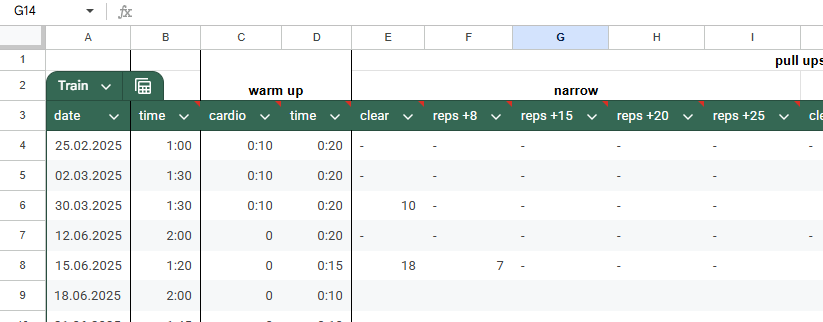 G14 fx
A B C D E F G H I
1 pull ups
2 Train warm up narrow
3 date time cardio time clear reps +8 reps +15 reps +20 reps +25
4 25.02.2025 1:00 0:10 0:20 - - - - - -
5 02.03.2025 1:30 0:10 0:20 - - - - -
6 30.03.2025 1:30 0:10 0:20 10 - - - - -
7 12.06.2025 2:00 0 0:20 - - - - - -
8 15.06.2025 1:20 0 0:15 18 7 - - -
9 18.06.2025 2:00 0 0:10